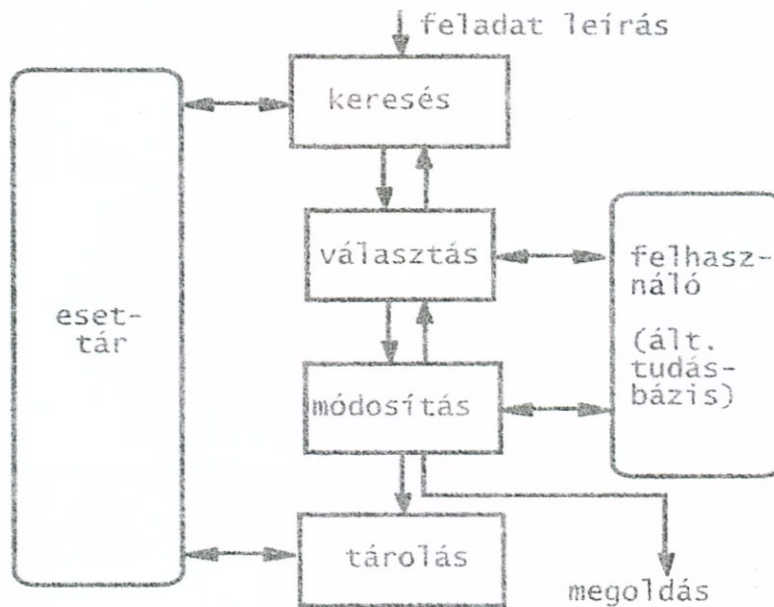 feladat leírás
keresés
választás
eset-
tár
felhasz-
náló
(ált.
tudás-
bázis)
módosítás
tárolás
megoldás